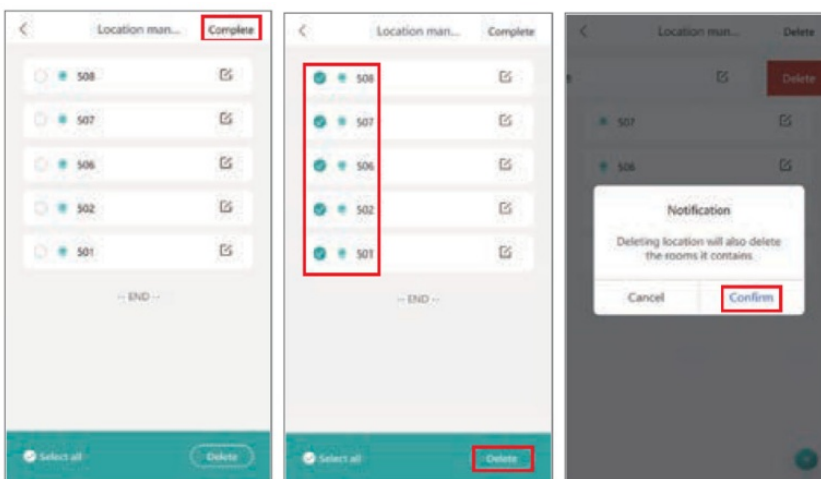 Location man... Complete
508
507
506
502
501
-- END --
Select all Delete
Location man... Complete
508
507
506
502
501
-- END --
Select all Delete
Location man... Delete
Delete
507
506
Notification
Deleting location will also delete
the rooms it contains
Cancel Confirm